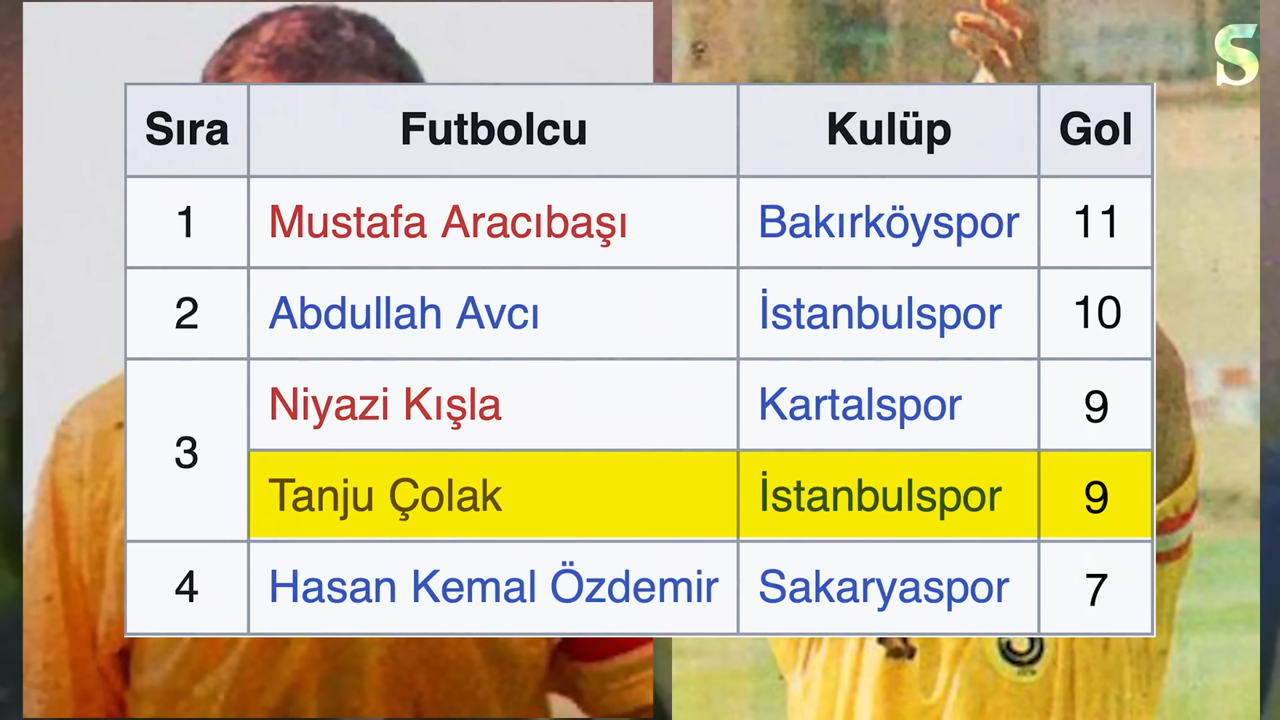 S
Sıra Futbolcu Kulüp Gol
1 Mustafa Aracıbaşı Bakırköyspor 11
2 Abdullah Avcı İstanbulspor 10
3 Niyazi Kışla Kartalspor 9
Tanju Çolak İstanbulspor 9
4 Hasan Kemal Özdemir Sakaryaspor 7